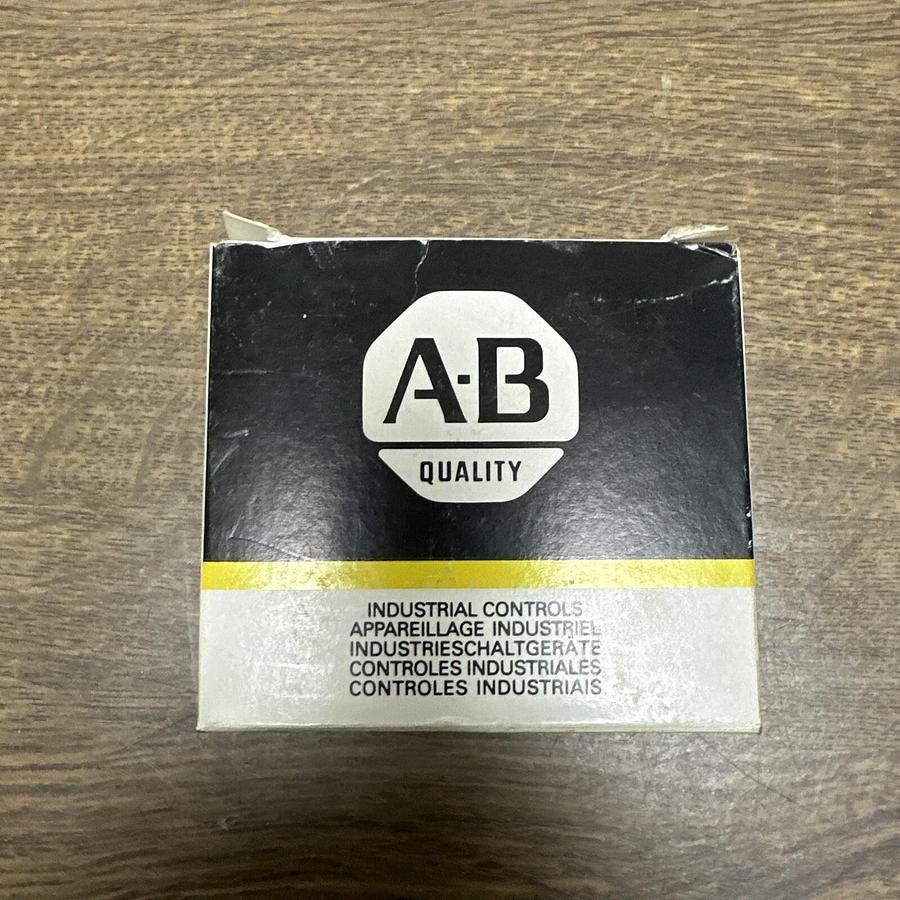 A·B
QUALITY
INDUSTRIAL CONTROLS
APPAREILLAGE INDUSTRIEL
INDUSTRIESCHALTGERÄTE
CONTROLES INDUSTRIALES
CONTROLES INDUSTRIAIS